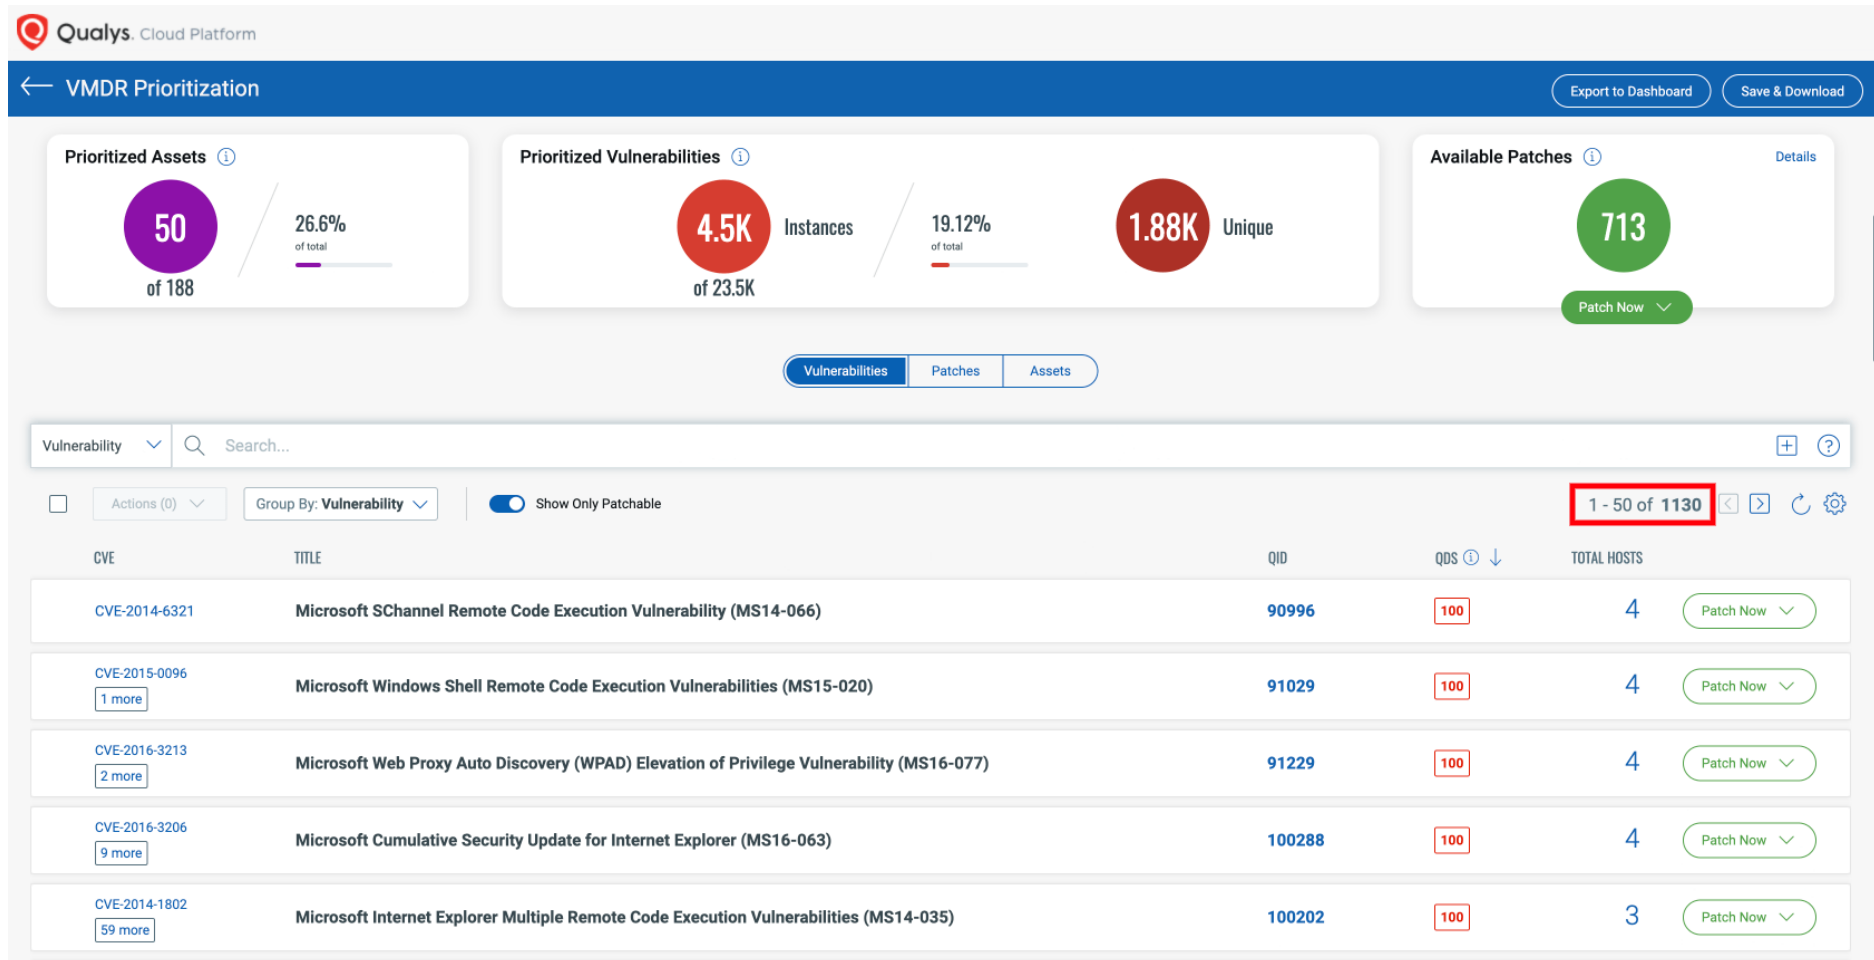 Qualys. Cloud Platform
VMDR Prioritization
Export to Dashboard
Save & Download
Prioritized Assets
50
of 188
26.6%
of total
Prioritized Vulnerabilities
4.5K
Instances
of 23.5K
19.12%
of total
1.88K
Unique
Available Patches
Details
713
Patch Now
Vulnerabilities
Patches
Assets
Vulnerability
Search...
Actions (0)
Group By: Vulnerability
Show Only Patchable
1 - 50 of 1130
CVE TITLE QID QDS TOTAL HOSTS
CVE-2014-6321 Microsoft SChannel Remote Code Execution Vulnerability (MS14-066) 90996 100 4 Patch Now
CVE-2015-0096
1 more
Microsoft Windows Shell Remote Code Execution Vulnerabilities (MS15-020) 91029 100 4 Patch Now
CVE-2016-3213
2 more
Microsoft Web Proxy Auto Discovery (WPAD) Elevation of Privilege Vulnerability (MS16-077) 91229 100 4 Patch Now
CVE-2016-3206
9 more
Microsoft Cumulative Security Update for Internet Explorer (MS16-063) 100288 100 4 Patch Now
CVE-2014-1802
59 more
Microsoft Internet Explorer Multiple Remote Code Execution Vulnerabilities (MS14-035) 100202 100 3 Patch Now